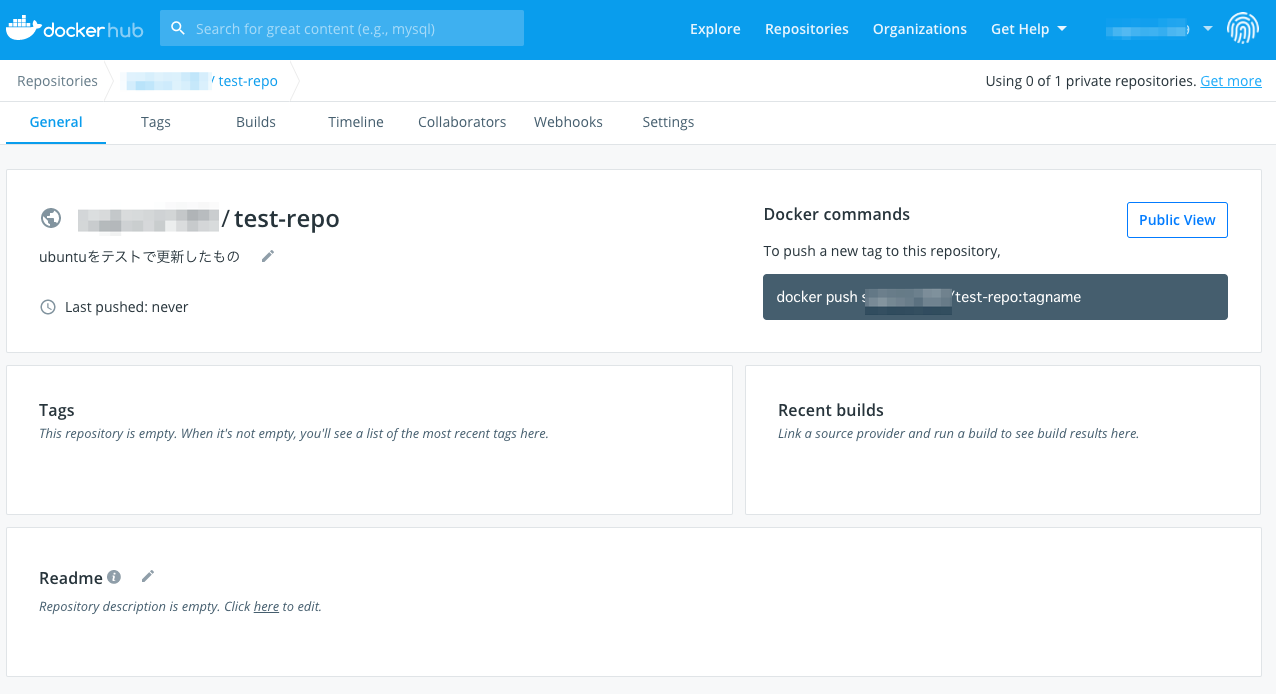 docker hub
Search for great content (e.g., mysql)
Explore Repositories Organizations Get Help
Repositories / test-repo
Using 0 of 1 private repositories. Get more
General Tags Builds Timeline Collaborators Webhooks Settings
/ test-repo
ubuntuをテストで更新したもの
Last pushed: never
Docker commands
Public View
To push a new tag to this repository,
docker push /test-repo:tagname
Tags
This repository is empty. When it's not empty, you'll see a list of the most recent tags here.
Recent builds
Link a source provider and run a build to see build results here.
Readme
Repository description is empty. Click here to edit.